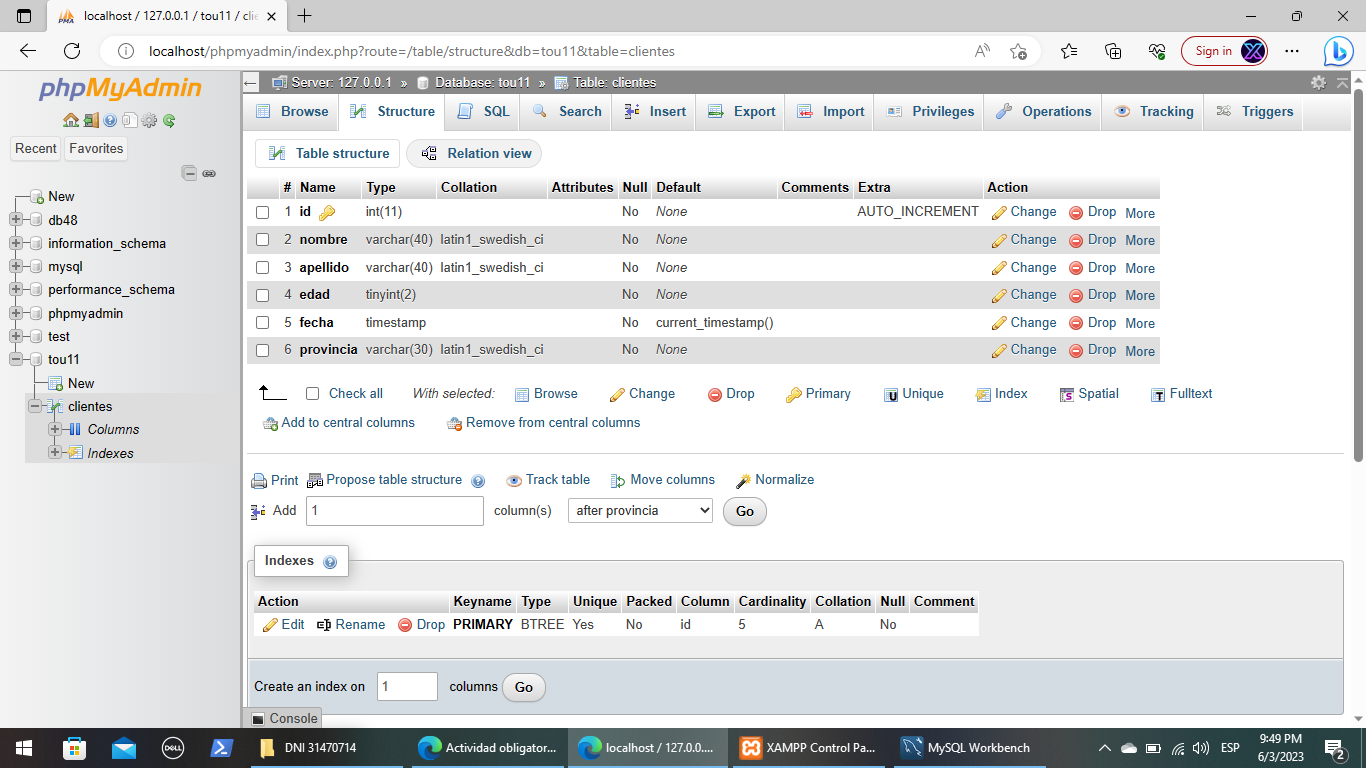 localhost / 127.0.0.1 / tou11 / clie
localhost/phpmyadmin/index.php?route=/table/structure&db=tou11&table=clientes
Sign in
phpMyAdmin
Recent Favorites
New
db48
information_schema
mysql
performance_schema
phpmyadmin
test
tou11
New
clientes
Columns
Indexes
Server: 127.0.0.1 » Database: tou11 » Table: clientes
Browse Structure SQL Search Insert Export Import Privileges Operations Tracking Triggers
Table structure Relation view
# Name Type Collation Attributes Null Default Comments Extra Action
1 id int(11) No None AUTO_INCREMENT Change Drop More
2 nombre varchar(40) latin1_swedish_ci No None Change Drop More
3 apellido varchar(40) latin1_swedish_ci No None Change Drop More
4 edad tinyint(2) No None Change Drop More
5 fecha timestamp No current_timestamp() Change Drop More
6 provincia varchar(30) latin1_swedish_ci No None Change Drop More
Check all With selected: Browse Change Drop Primary Unique Index Spatial Fulltext
Add to central columns Remove from central columns
Print Propose table structure Track table Move columns Normalize
Add 1 column(s) after provincia Go
Indexes
Action Keyname Type Unique Packed Column Cardinality Collation Null Comment
Edit Rename Drop PRIMARY BTREE Yes No id 5 A No
Create an index on 1 columns Go
Console
DELL DNI 31470714 Actividad obligator... localhost / 127.0.0.... XAMPP Control Pa... MySQL Workbench ESP 9:49 PM
6/3/2023 2